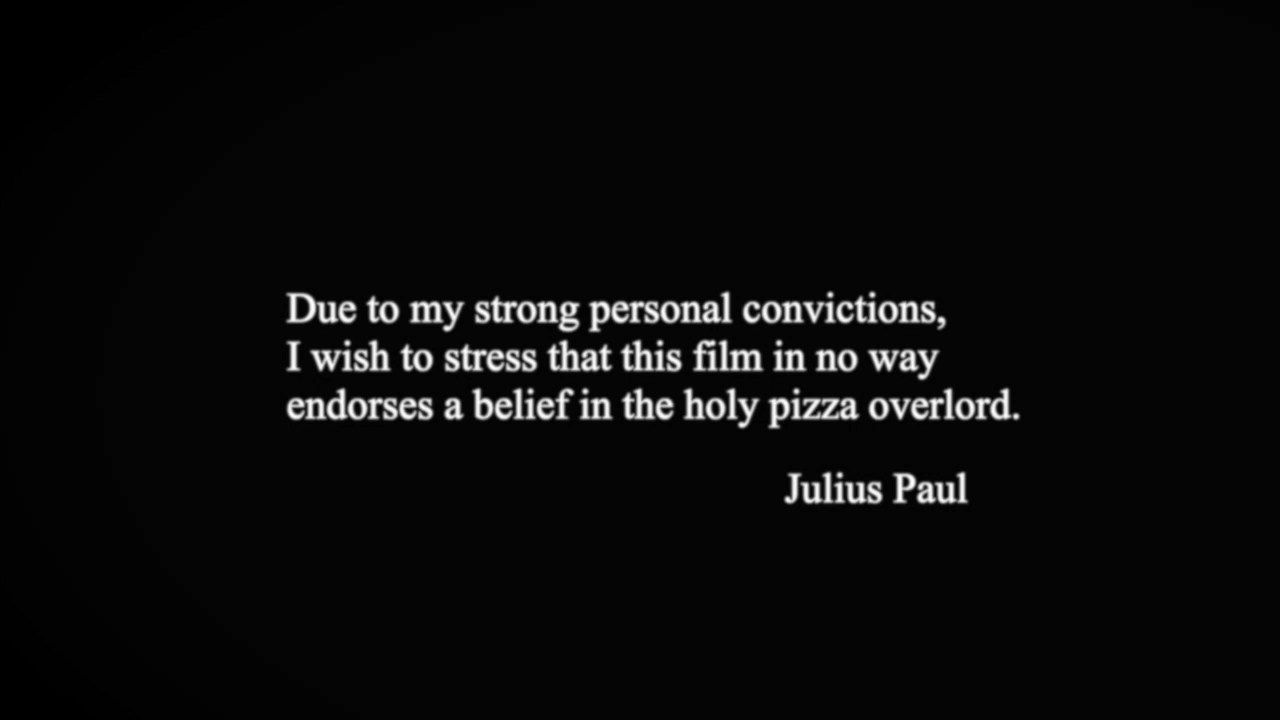 Due to my strong personal convictions,
I wish to stress that this film in no way
endorses a belief in the holy pizza overlord.
Julius Paul